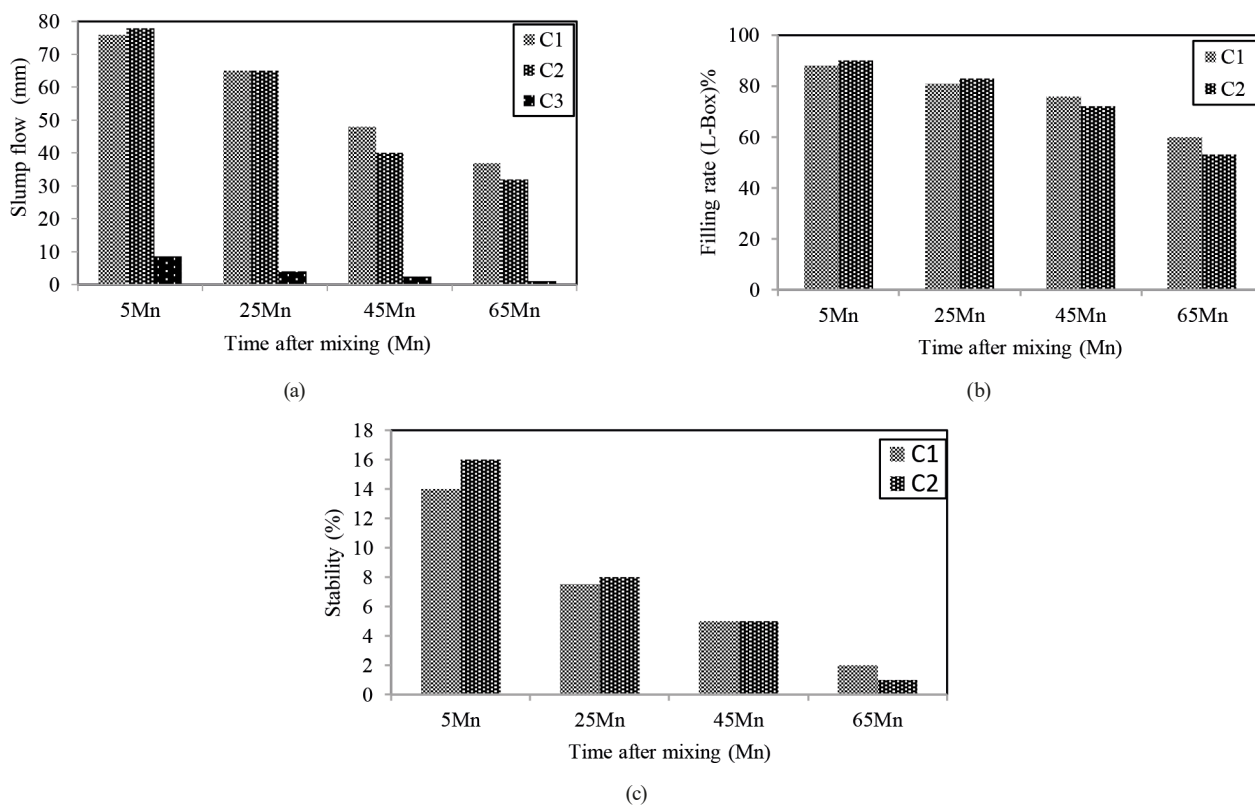 80
70
60
50
40
30
20
10
0
Slump flow (mm)
C1
C2
C3
5Mn 25Mn 45Mn 65Mn
Time after mixing (Mn)
(a)
100
80
60
40
20
0
Filling rate (L-Box)%
C1
C2
5Mn 25Mn 45Mn 65Mn
Time after mixing (Mn)
(b)
18
16
14
12
10
8
6
4
2
0
Stability (%)
C1
C2
5Mn 25Mn 45Mn 65Mn
Time after mixing (Mn)
(c)